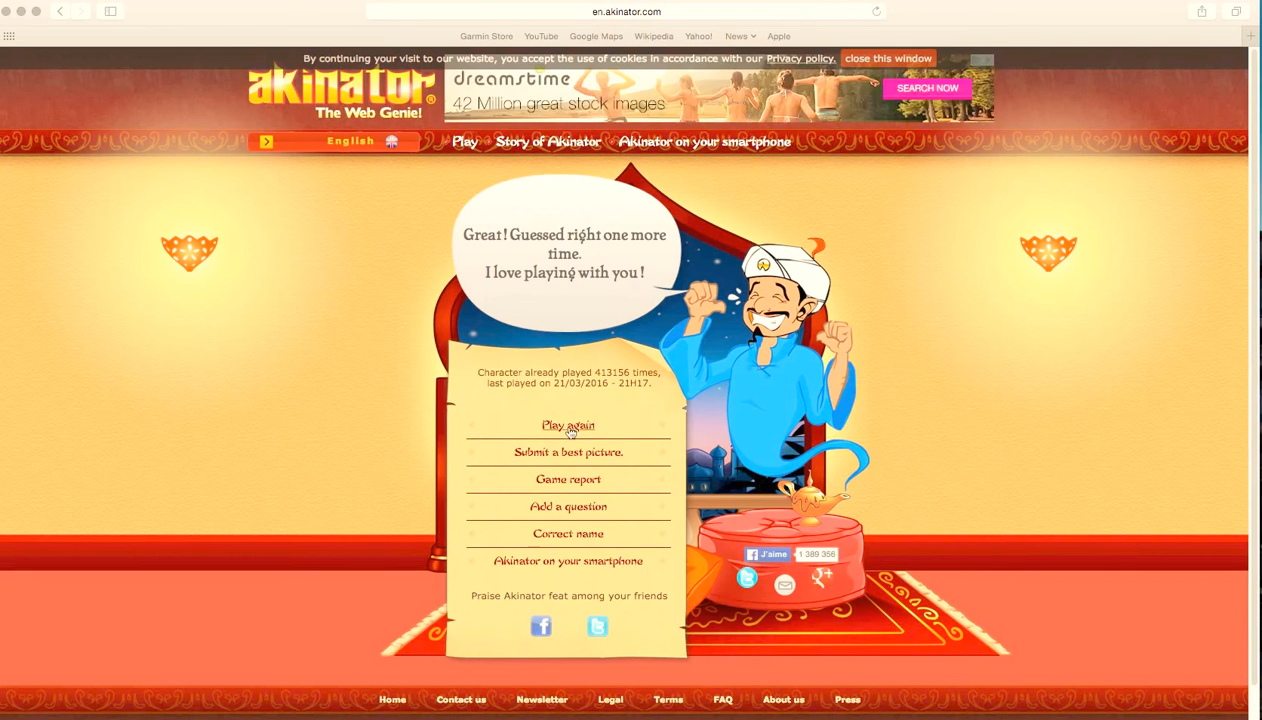 en.akinator.com
Garmin Store YouTube Google Maps Wikipedia Yahoo! News Apple
By continuing your visit to our website, you accept the use of cookies in accordance with our Privacy policy. close this window
akinator®
The Web Genie!
dreamstime
42 Million great stock images
SEARCH NOW
English
Play Story of Akinator Akinator on your smartphone
Great! Guessed right one more
time.
I love playing with you !
Character already played 413156 times,
last played on 21/03/2016 - 21H17.
Play again
Submit a best picture.
Game report
Add a question
Correct name
Akinator on your smartphone
Praise Akinator feat among your friends
J'aime 1 389 356
Home Contact us Newsletter Legal Terms FAQ About us Press